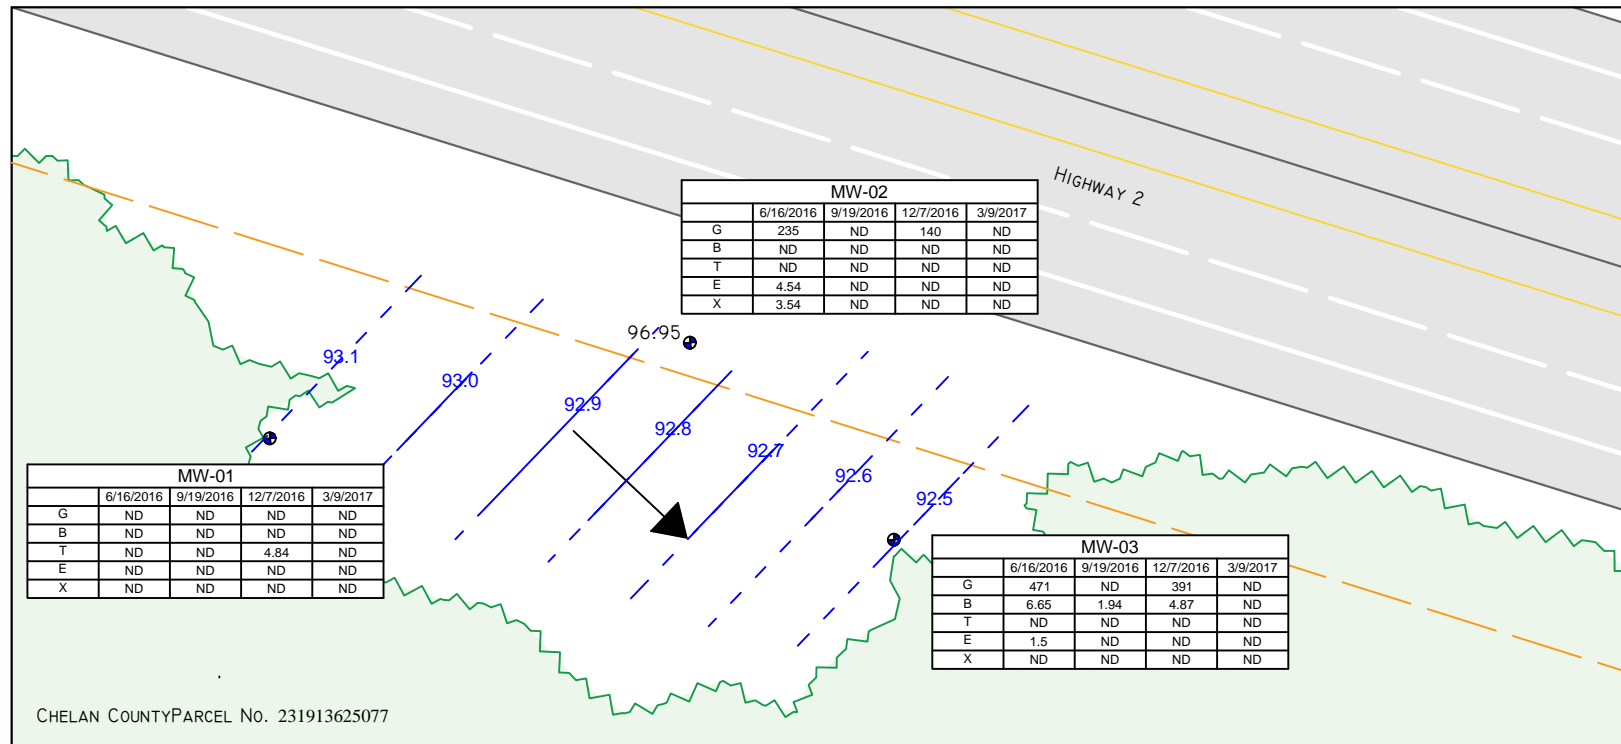 HIGHWAY 2
MW-02
6/16/2016 9/19/2016 12/7/2016 3/9/2017
G 235 ND 140 ND
B ND ND ND ND
T ND ND ND ND
E 4.54 ND ND ND
X 3.54 ND ND ND
96.95
93.1
93.0
92.9
92.8
92.7
92.6
92.5
MW-01
6/16/2016 9/19/2016 12/7/2016 3/9/2017
G ND ND ND ND
B ND ND ND ND
T ND ND 4.84 ND
E ND ND ND ND
X ND ND ND ND
MW-03
6/16/2016 9/19/2016 12/7/2016 3/9/2017
G 471 ND 391 ND
B 6.65 1.94 4.87 ND
T ND ND ND ND
E 1.5 ND ND ND
X ND ND ND ND
CHELAN COUNTYPARCEL NO. 231913625077